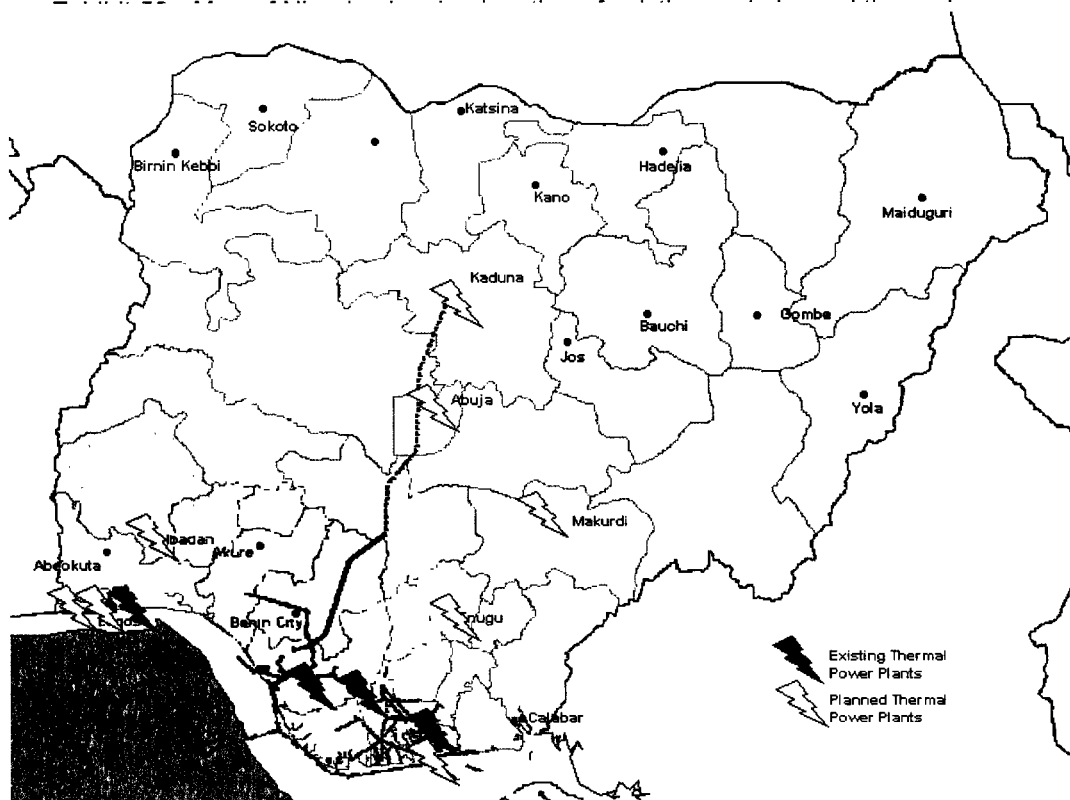 Katsina
Sokoto
Birnin Kebbi
Hadejia
Kano
Maiduguri
Kaduna
Gombe
Bauchi
Jos
Abuja
Yola
Makurdi
Ibadan
Akure
Abeokuta
nugu
Benin City
Existing Thermal
Power Plants
Planned Thermal
Power Plants
Calabar